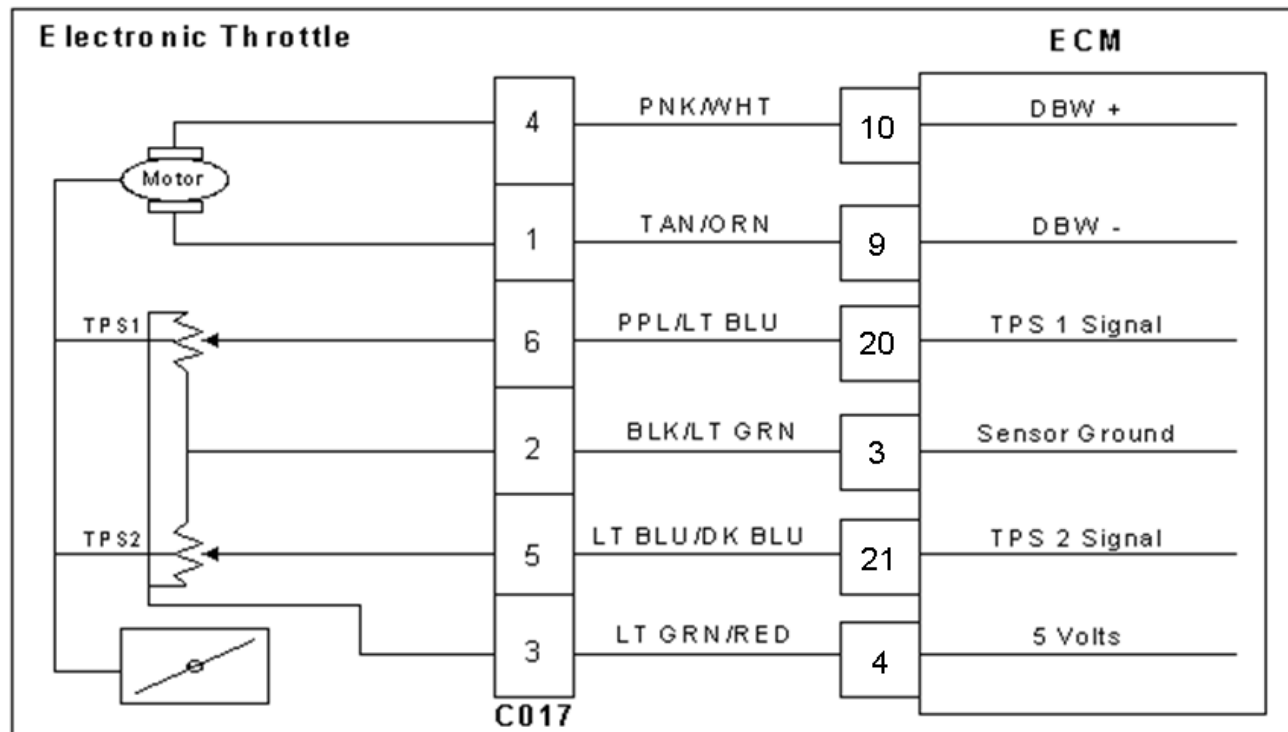 Electronic Throttle
ECM
4 PNK/WHT 10 DBW +
Motor
1 TAN/ORN 9 DBW -
TPS1 6 PPL/LT BLU 20 TPS 1 Signal
2 BLK/LT GRN 3 Sensor Ground
TPS2 5 LT BLU/DK BLU 21 TPS 2 Signal
3 LT GRN/RED 4 5 Volts
C017